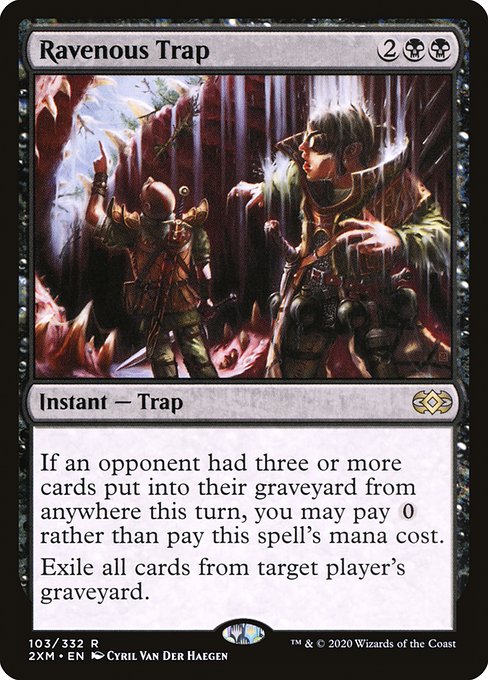 Ravenous Trap 2
Instant — Trap
If an opponent had three or more
cards put into their graveyard from
anywhere this turn, you may pay 0
rather than pay this spell's mana cost.
Exile all cards from target player's
graveyard.
103/332 R
™ & © 2020 Wizards of the Coast
2XM • EN Cyril Van Der Haegen